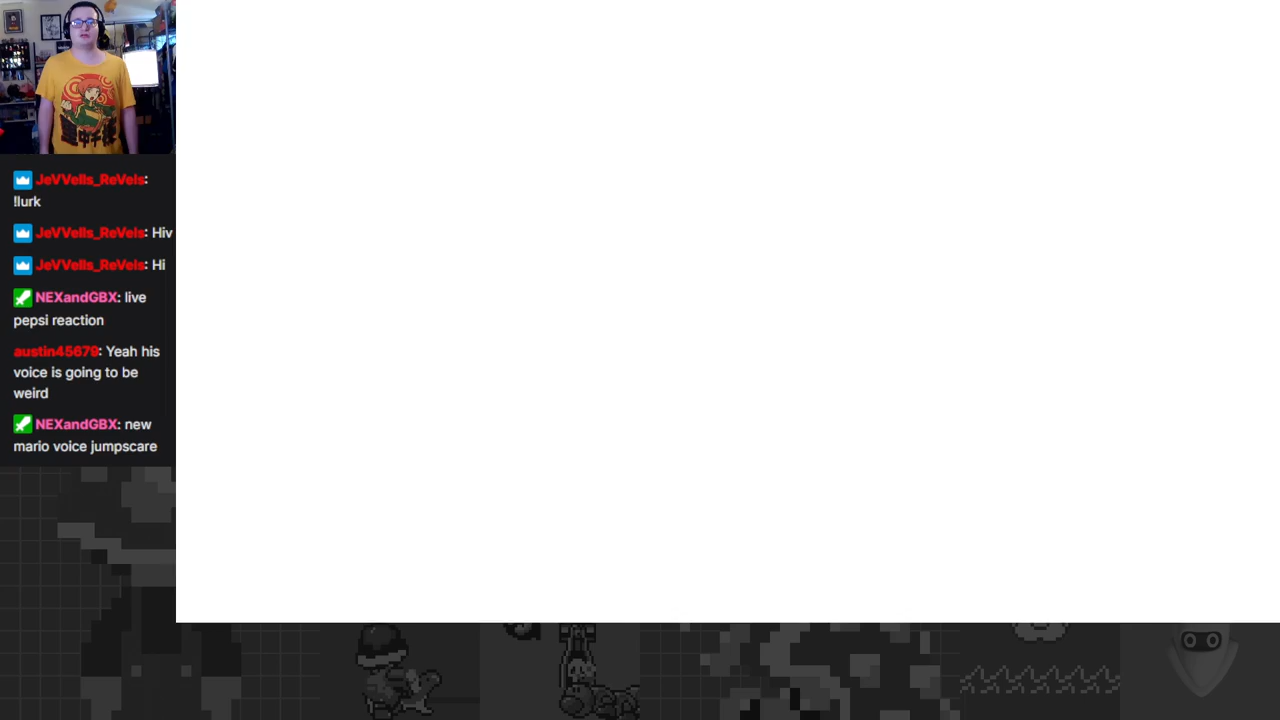 JeVVells_ReVels:
!lurk
JeVVells_ReVels: Hiv
JeVVells_ReVels: Hi
NEXandGBX: live
pepsi reaction
austin45679: Yeah his
voice is going to be
weird
NEXandGBX: new
mario voice jumpscare